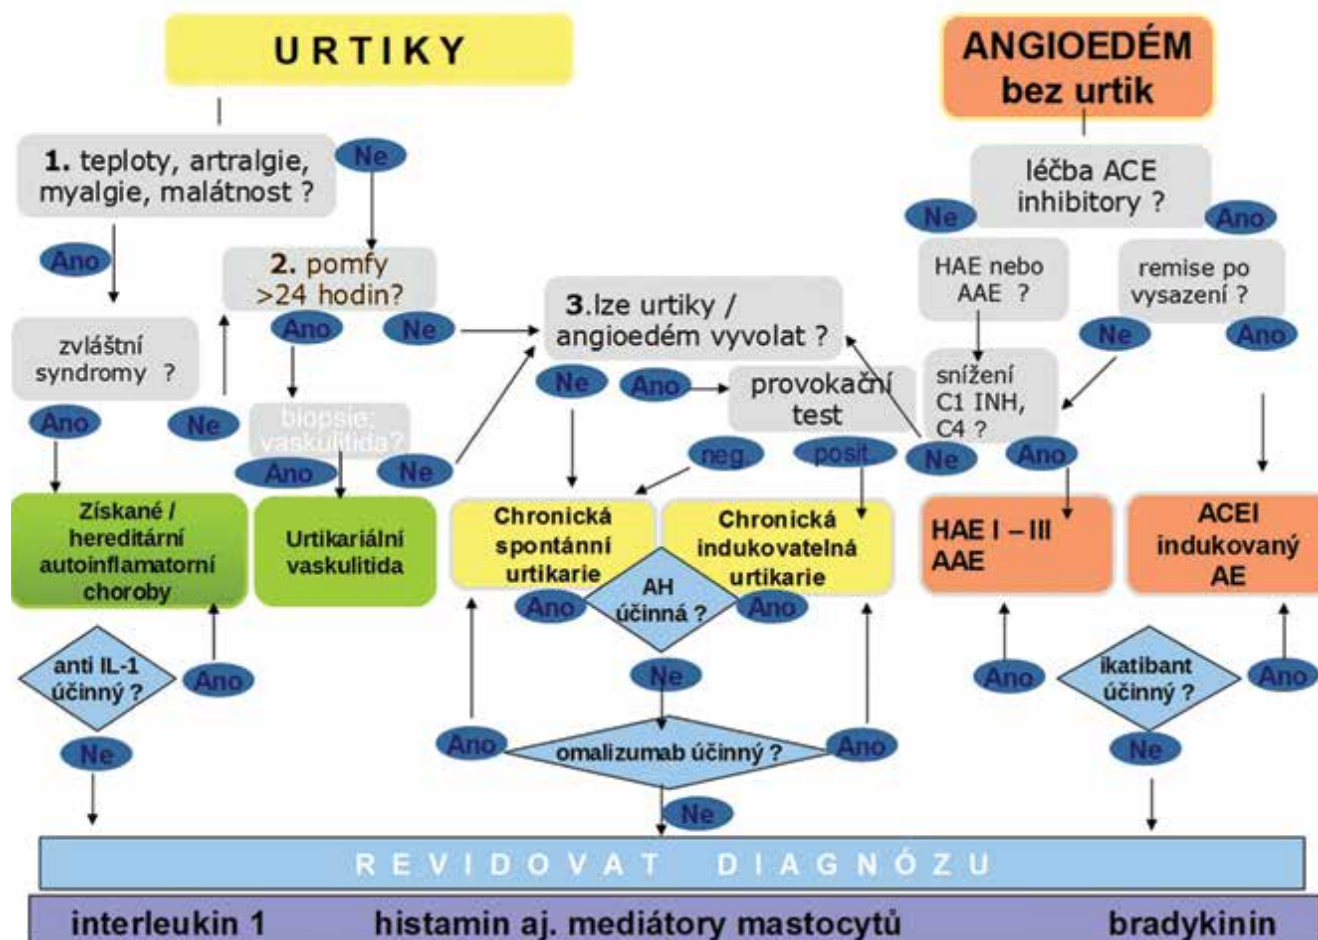 URTIKY
ANGIOEDÉM
bez urtik
1. teploty, artralgie,
myalgie, malátnost ?
Ne
léčba ACE
inhibitory ?
Ne
Ano
Ano
2. pomfy
>24 hodin?
Ano
Ne
HAE nebo
AAE ?
remise po
vysazení ?
Ne
Ano
3.lze urtiky /
angioedém vyvolat ?
Ne
Ano
zvláštní
syndromy ?
Ano
Ne
provokační
test
neg.
posit
snížení
C1 INH,
C4 ?
Ne
Ano
biopsie:
vaskulitida?
Ano
Ne
Získané /
hereditární
autoinflamatorní
choroby
Urtikariální
vaskulitida
Chronická
spontánní
urtikarie
Chronická
indukovatelná
urtikarie
HAE I – III
AAE
ACEI
indukovaný
AE
AH
účinná ?
Ano
Ano
Ne
anti IL-1
účinný ?
Ano
Ne
omalizumab účinný ?
Ano
Ano
Ne
ikatibant
účinný ?
Ano
Ano
Ne
REVIDOVAT DIAGNÓZU
interleukin 1
histamin aj. mediátory mastocytů
bradykinin